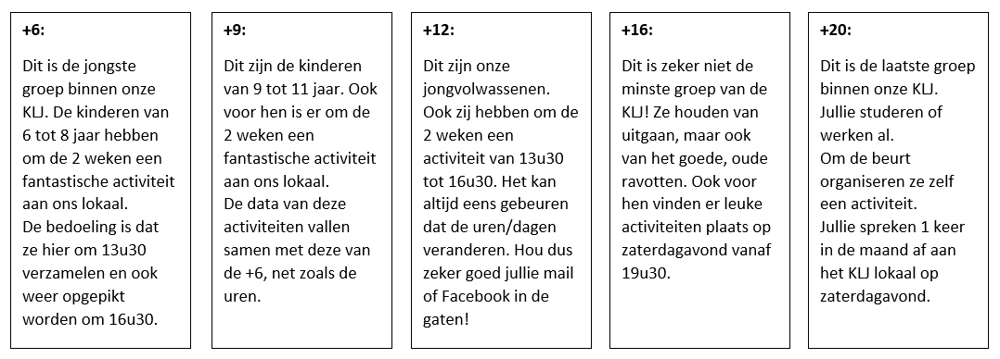 +6:
Dit is de jongste
groep binnen onze
KLJ. De kinderen van
6 tot 8 jaar hebben
om de 2 weken een
fantastische activiteit
aan ons lokaal.
De bedoeling is dat
ze hier om 13u30
verzamelen en ook
weer opgepikt
worden om 16u30.
+9:
Dit zijn de kinderen
van 9 tot 11 jaar. Ook
voor hen is er om de
2 weken een
fantastische activiteit
aan ons lokaal.
De data van deze
activiteiten vallen
samen met deze van
de +6, net zoals de
uren.
+12:
Dit zijn onze
jongvolwassenen.
Ook zij hebben om de
2 weken een
activiteit van 13u30
tot 16u30. Het kan
altijd eens gebeuren
dat de uren/dagen
veranderen. Hou dus
zeker goed jullie mail
of Facebook in de
gaten!
+16:
Dit is zeker niet de
minste groep van de
KLJ! Ze houden van
uitgaan, maar ook
van het goede, oude
ravotten. Ook voor
hen vinden er leuke
activiteiten plaats op
zaterdagavond vanaf
19u30.
+20:
Dit is de laatste groep
binnen onze KLJ.
Jullie studeren of
werken al.
Om de beurt
organiseren ze zelf
een activiteit.
Jullie spreken 1 keer
in de maand af aan
het KLJ lokaal op
zaterdagavond.